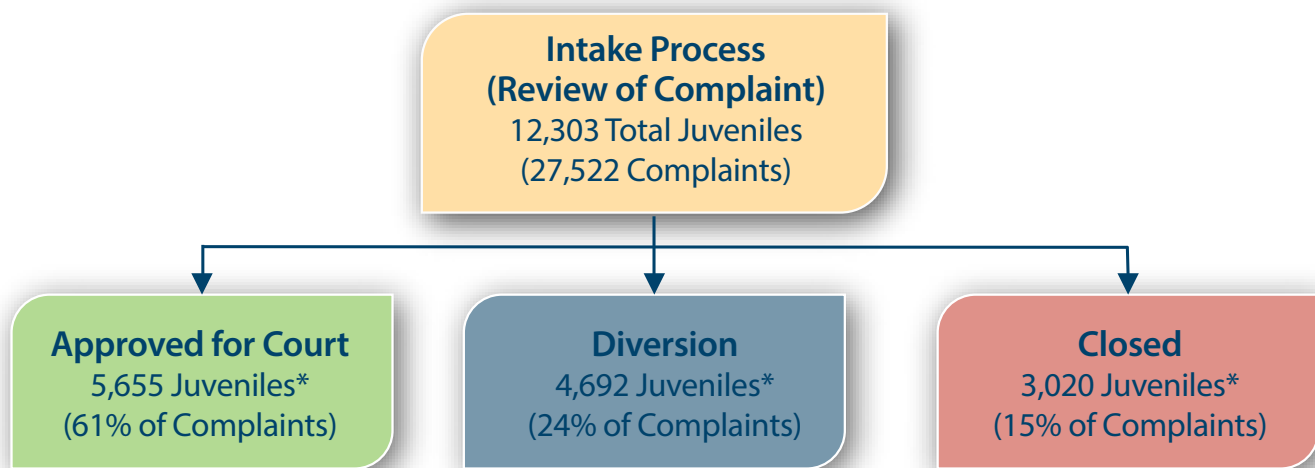 Intake Process
(Review of Complaint)
12,303 Total Juveniles
(27,522 Complaints)
Approved for Court
5,655 Juveniles*
(61% of Complaints)
Diversion
4,692 Juveniles*
(24% of Complaints)
Closed
3,020 Juveniles*
(15% of Complaints)